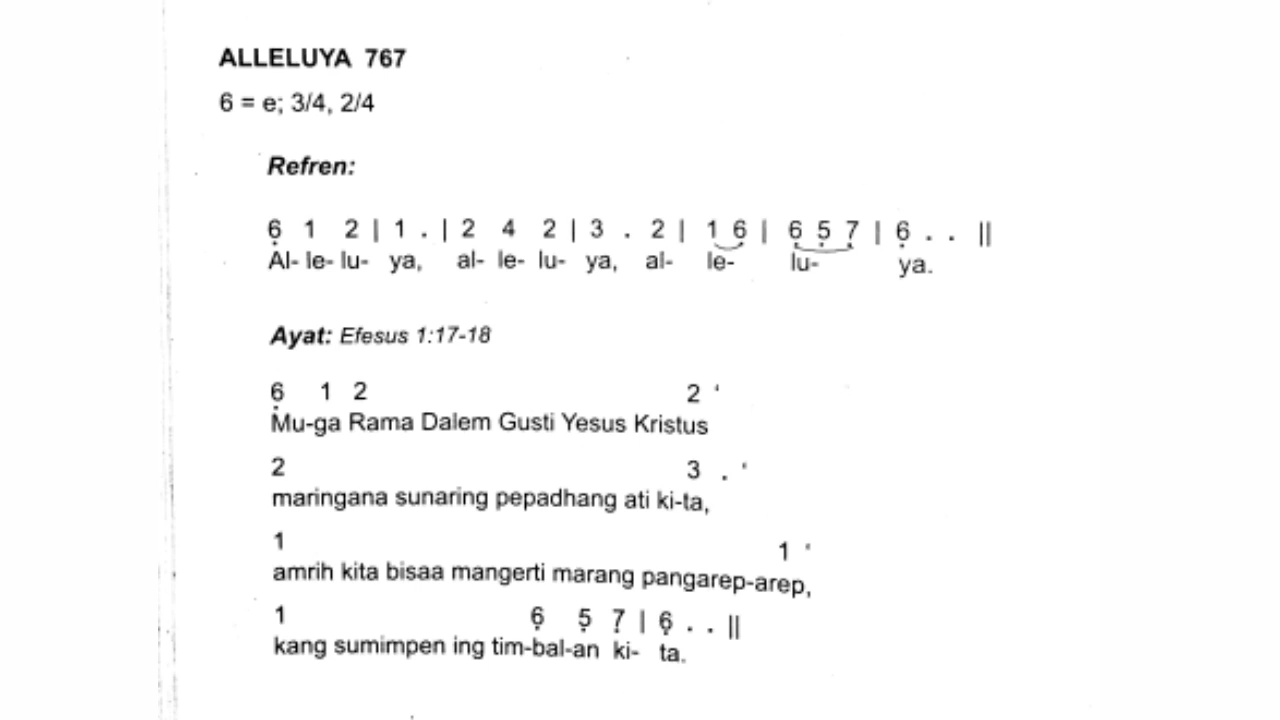 ALLELUYA 767
6 = e; 3/4, 2/4
Refren:
6̣ 1 2 | 1 . | 2 4 2 | 3 . 2 | 1 6̣ | 6̣ 5̣ 7̣ | 6̣ . . ||
Al- le- lu- ya, al- le- lu- ya, al- le- lu- ya.
Ayat: Efesus 1:17-18
6̣ 1 2 2 '
Mu-ga Rama Dalem Gusti Yesus Kristus
2 3 . '
maringana sunaring pepadhang ati ki-ta,
1 1 '
amrih kita bisaa mangerti marang pangarep-arep,
1 6̣ 5̣ 7̣ | 6̣ . . ||
kang sumimpen ing tim-bal-an ki- ta.